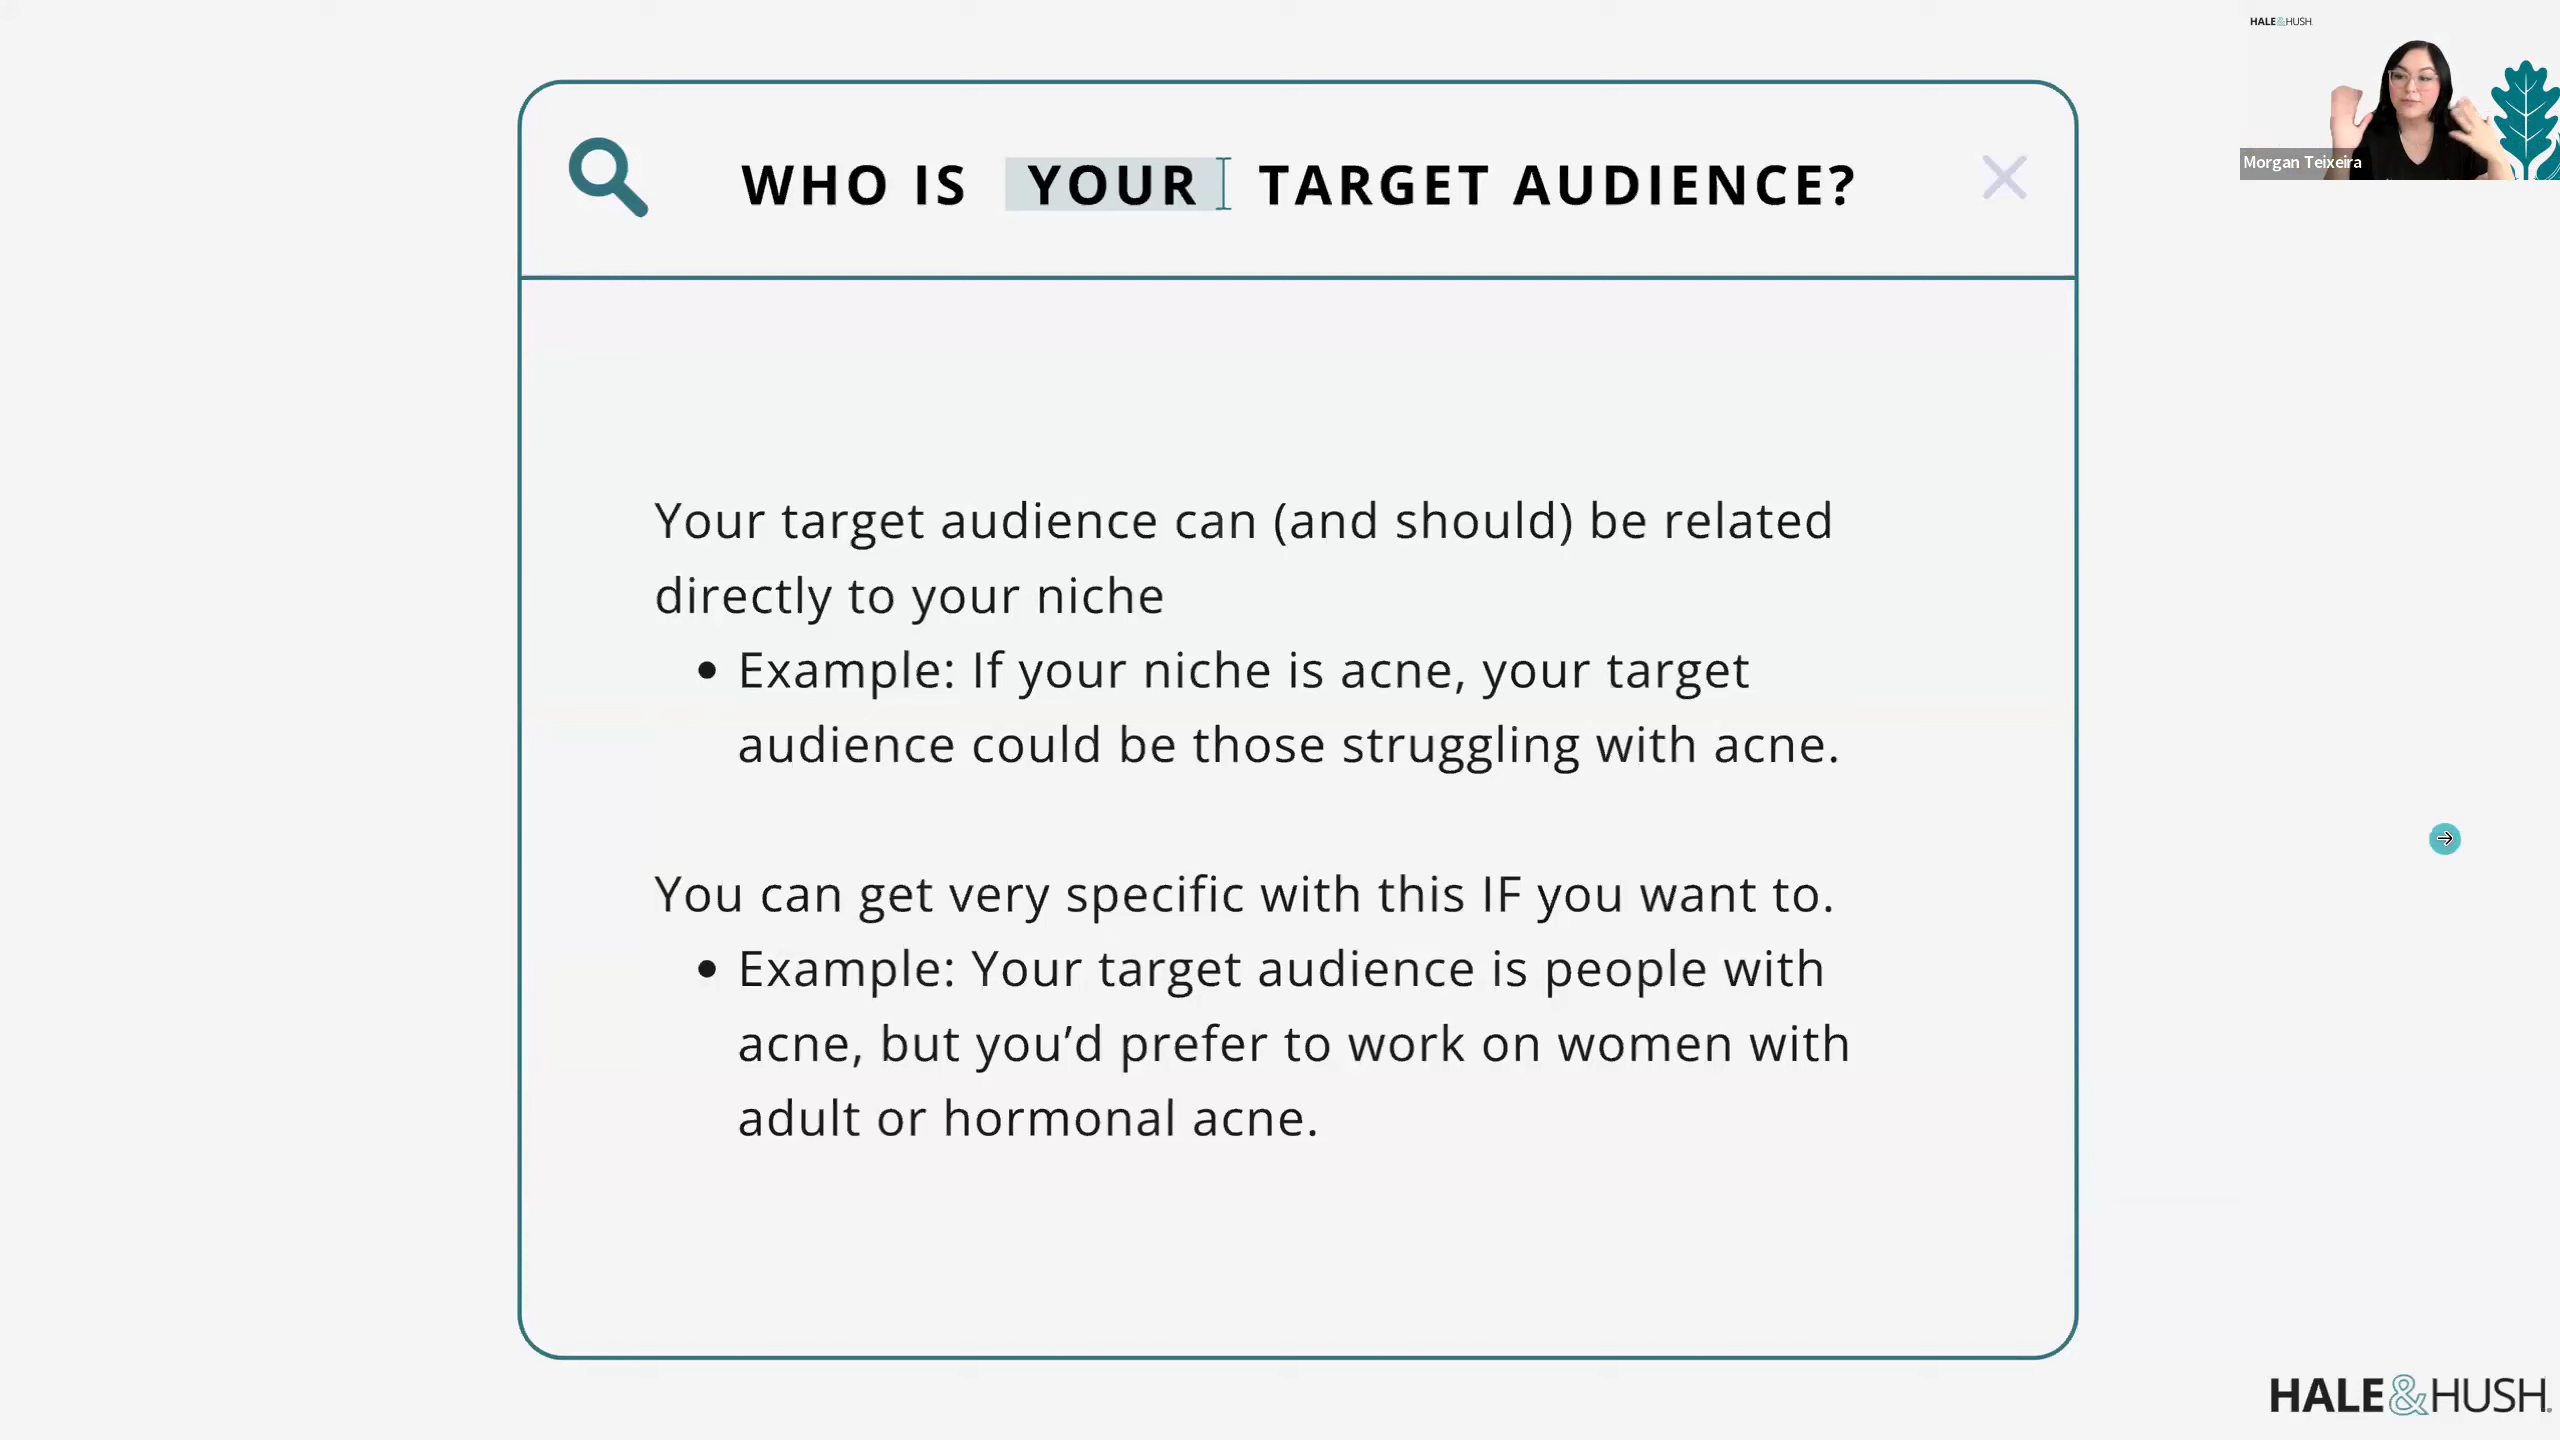 HALE&HUSH
Morgan Teixeira
WHO IS YOUR TARGET AUDIENCE?
Your target audience can (and should) be related
directly to your niche
• Example: If your niche is acne, your target
audience could be those struggling with acne.
You can get very specific with this IF you want to.
• Example: Your target audience is people with
acne, but you’d prefer to work on women with
adult or hormonal acne.
HALE&HUSH.